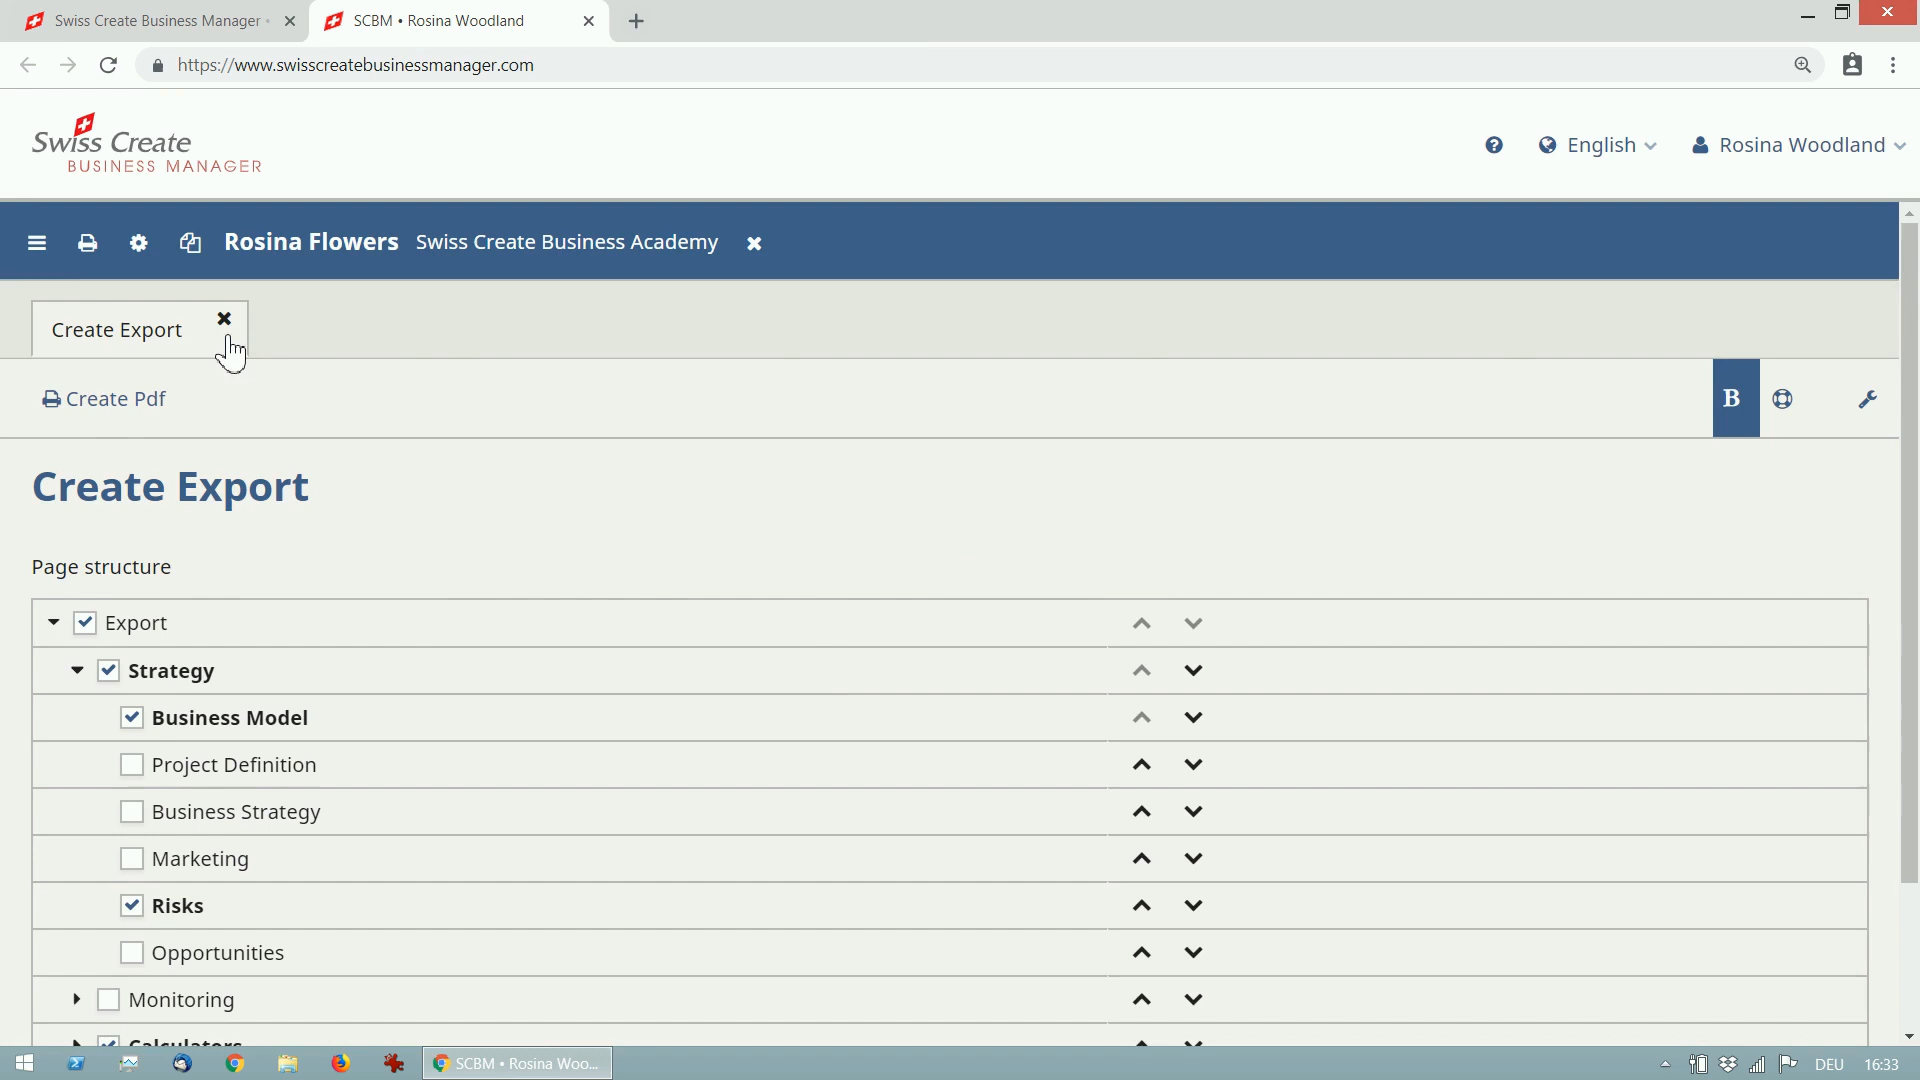 Swiss Create Business Manager •
SCBM • Rosina Woodland
https://www.swisscreatebusinessmanager.com
Swiss Create
BUSINESS MANAGER
English
Rosina Woodland
Rosina Flowers Swiss Create Business Academy
Create Export
Create Pdf
B
Create Export
Page structure
Export
Strategy
Business Model
Project Definition
Business Strategy
Marketing
Risks
Opportunities
Monitoring
Calculators
SCBM • Rosina Woo...
DEU 16:33